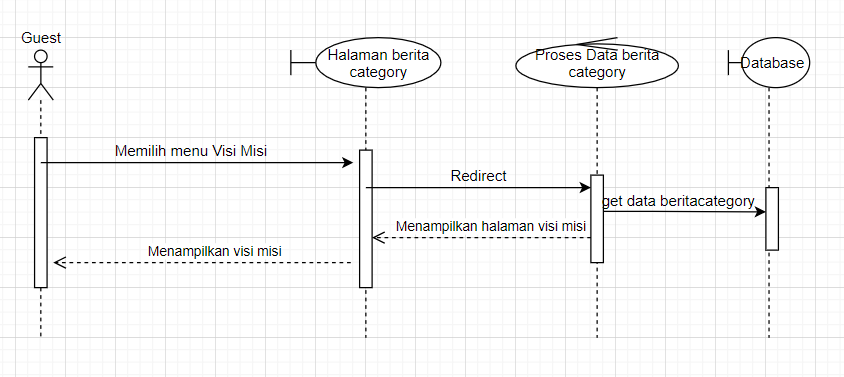 Guest
Halaman berita
category
Proses Data berita
category
Database
Memilih menu Visi Misi
Redirect
get data beritacategory
Menampilkan halaman visi misi
Menampilkan visi misi